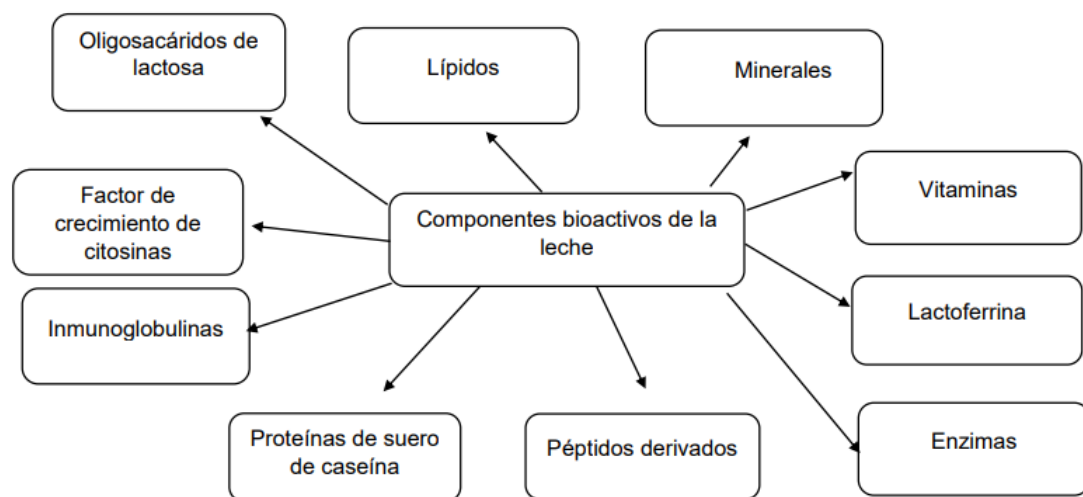 Oligosacáridos de
lactosa
Lípidos
Minerales
Factor de
crecimiento de
citosinas
Componentes bioactivos de la
leche
Vitaminas
Inmunoglobulinas
Lactoferrina
Proteínas de suero
de caseína
Péptidos derivados
Enzimas